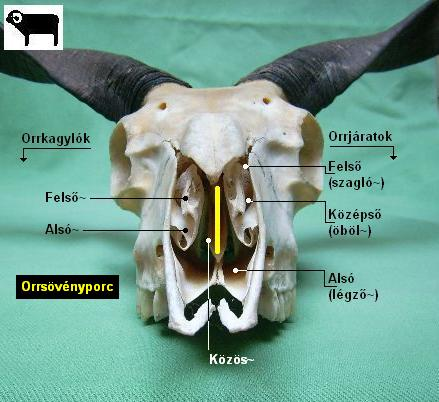 Orrkagylók
Felső~
Alsó~
Orrsövényporc
Közös~
Orrjáratok
Felső
(szagló~)
Középső
(öböl~)
Alsó
(légző~)